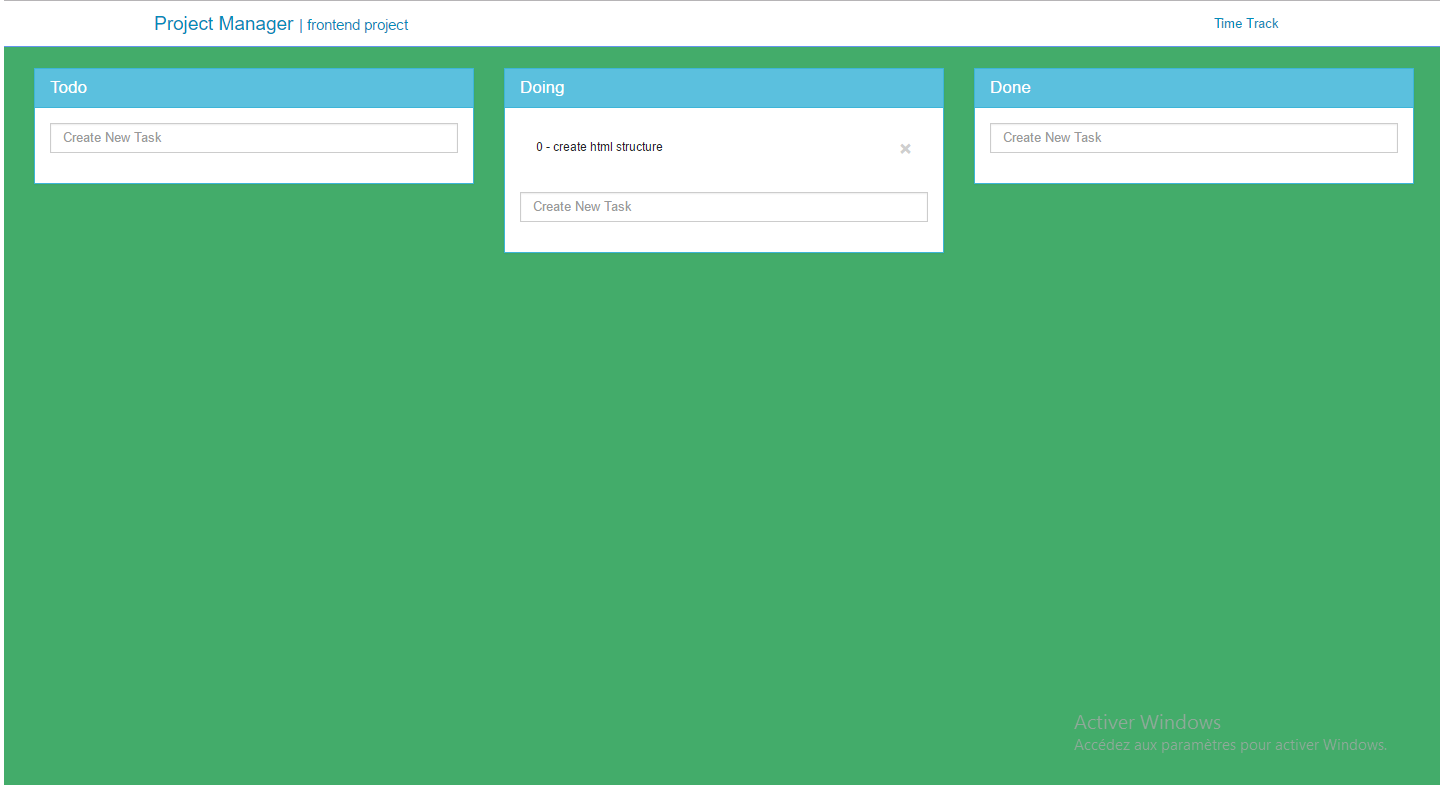 Project Manager | frontend project
Time Track
Todo
Create New Task
Doing
0 - create html structure
Create New Task
Done
Create New Task
Activer Windows
Accédez aux paramètres pour activer Windows.